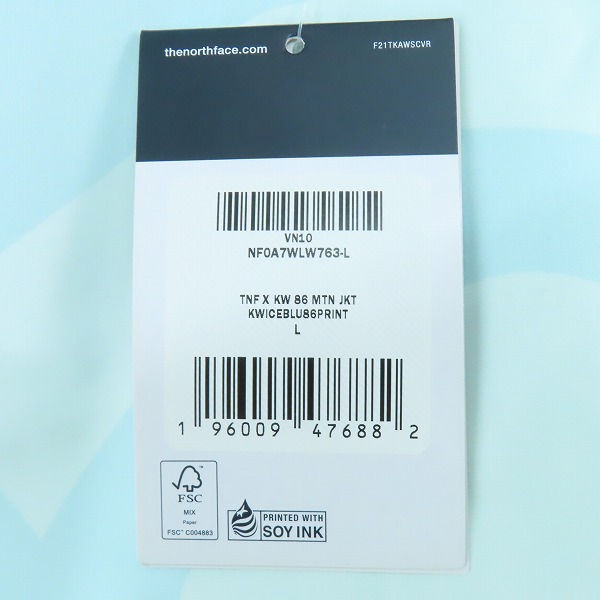 thenorthface.com
F21TKAWSCVR
VN10
NF0A7WLW763-L
TNF X KW 86 MTN JKT
KWICEBLU86PRINT
L
1 96009 47688 2
FSC
MIX
Paper
FSC™ C004883
PRINTED WITH
SOY INK